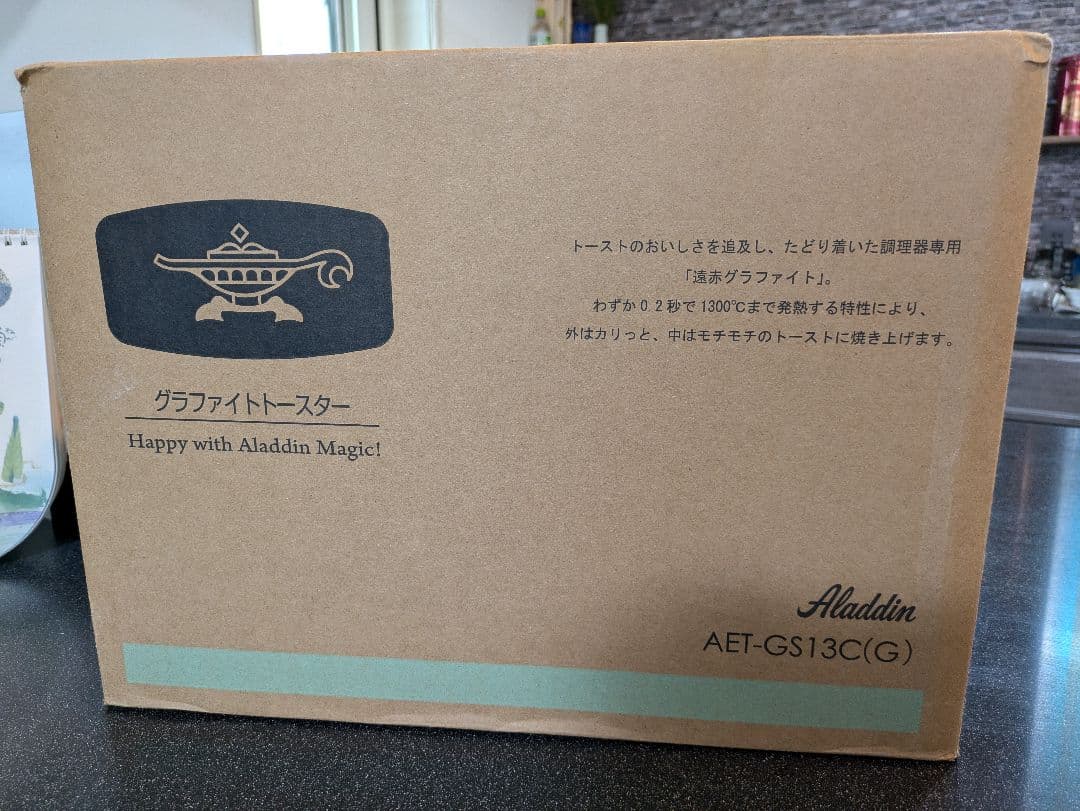 グラファイトトースター
Happy with Aladdin Magic!
トーストのおいしさを追及し、たどり着いた調理器専用
「遠赤グラファイト」。
わずか0.2秒で1300℃まで発熱する特性により、
外はカリっと、中はモチモチのトーストに焼き上げます。
Aladdin
AET-GS13C(G)